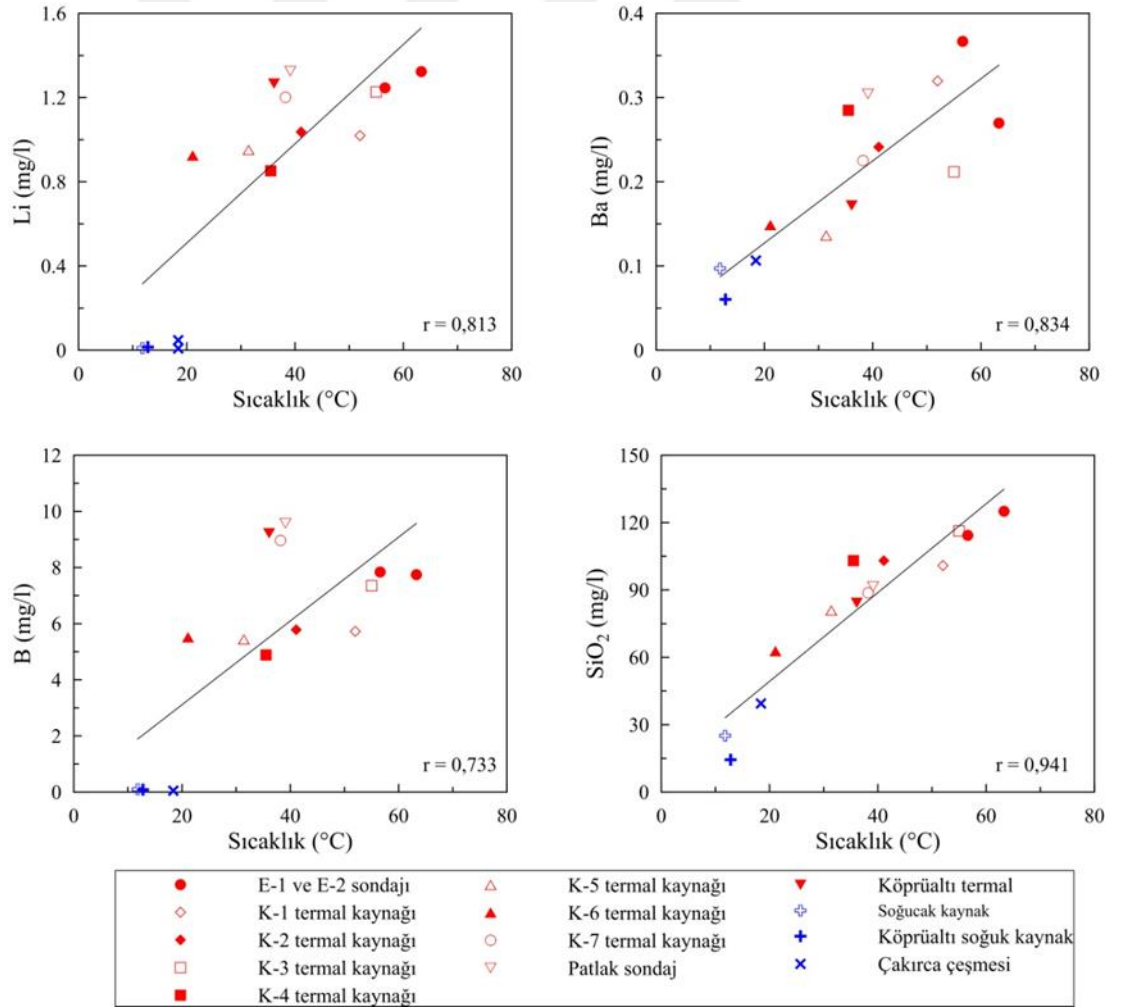 1.6
1.2
0.8
0.4
0
Li (mg/l)
0 20 40 60 80
Sıcaklık (°C)
r = 0,813
0.4
0.3
0.2
0.1
0
Ba (mg/l)
0 20 40 60 80
Sıcaklık (°C)
r = 0,834
12
10
8
6
4
2
0
B (mg/l)
0 20 40 60 80
Sıcaklık (°C)
r = 0,733
150
120
90
60
30
0
SiO₂ (mg/l)
0 20 40 60 80
Sıcaklık (°C)
r = 0,941
E-1 ve E-2 sondajı
K-1 termal kaynağı
K-2 termal kaynağı
K-3 termal kaynağı
K-4 termal kaynağı
K-5 termal kaynağı
K-6 termal kaynağı
K-7 termal kaynağı
Patlak sondaj
Köprüaltı termal
Soğucak kaynak
Köprüaltı soğuk kaynak
Çakırca çeşmesi